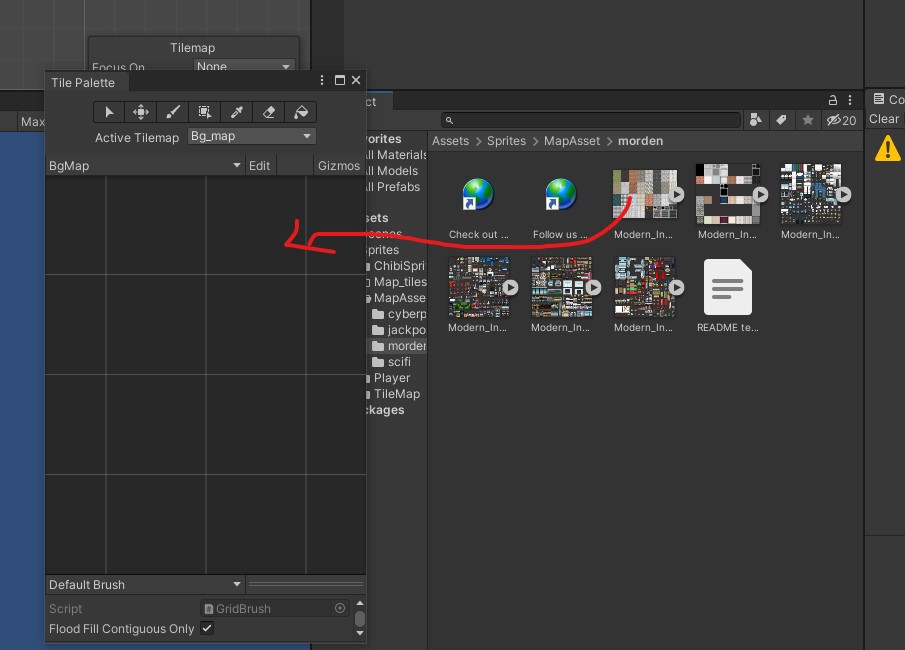 Tilemap
Focus On None
Tile Palette
Max
Active Tilemap Bg_map
BgMap Edit Gizmos
20
Co
Clear
Assets > Sprites > MapAsset > morden
Check out ...
Follow us ...
Modern_In...
Modern_In...
Modern_In...
Modern_In...
Modern_In...
Modern_In...
README te...
ct
vorites
ll Materials
ll Models
ll Prefabs
sets
cenes
prites
ChibiSpri
Map_tiles
MapAsse
cyberp
jackpo
morden
scifi
Player
TileMap
ckages
Default Brush
Script GridBrush
Flood Fill Contiguous Only